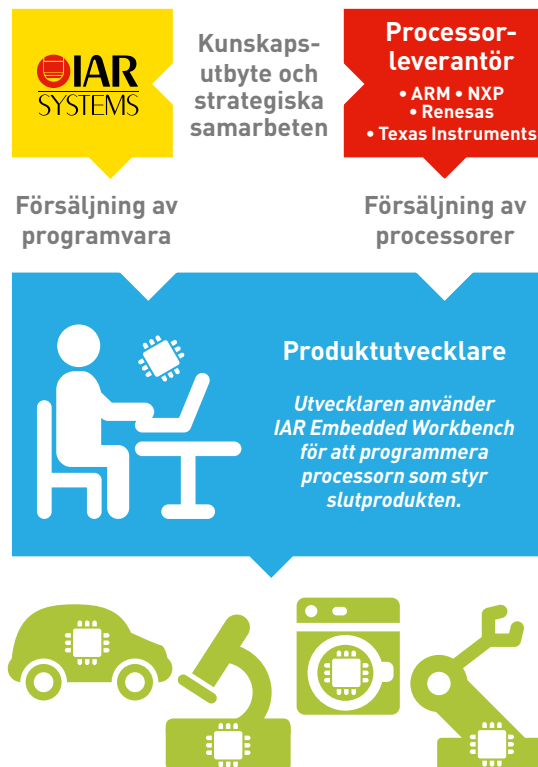 IAR
SYSTEMS
Kunskaps-
utbyte och
strategiska
samarbeten
Processor-
leverantör
• ARM • NXP
• Renesas
• Texas Instruments
Försäljning av
programvara
Försäljning av
processorer
Produktutvecklare
Utvecklaren använder
IAR Embedded Workbench
för att programmera
processorn som styr
slutprodukten.